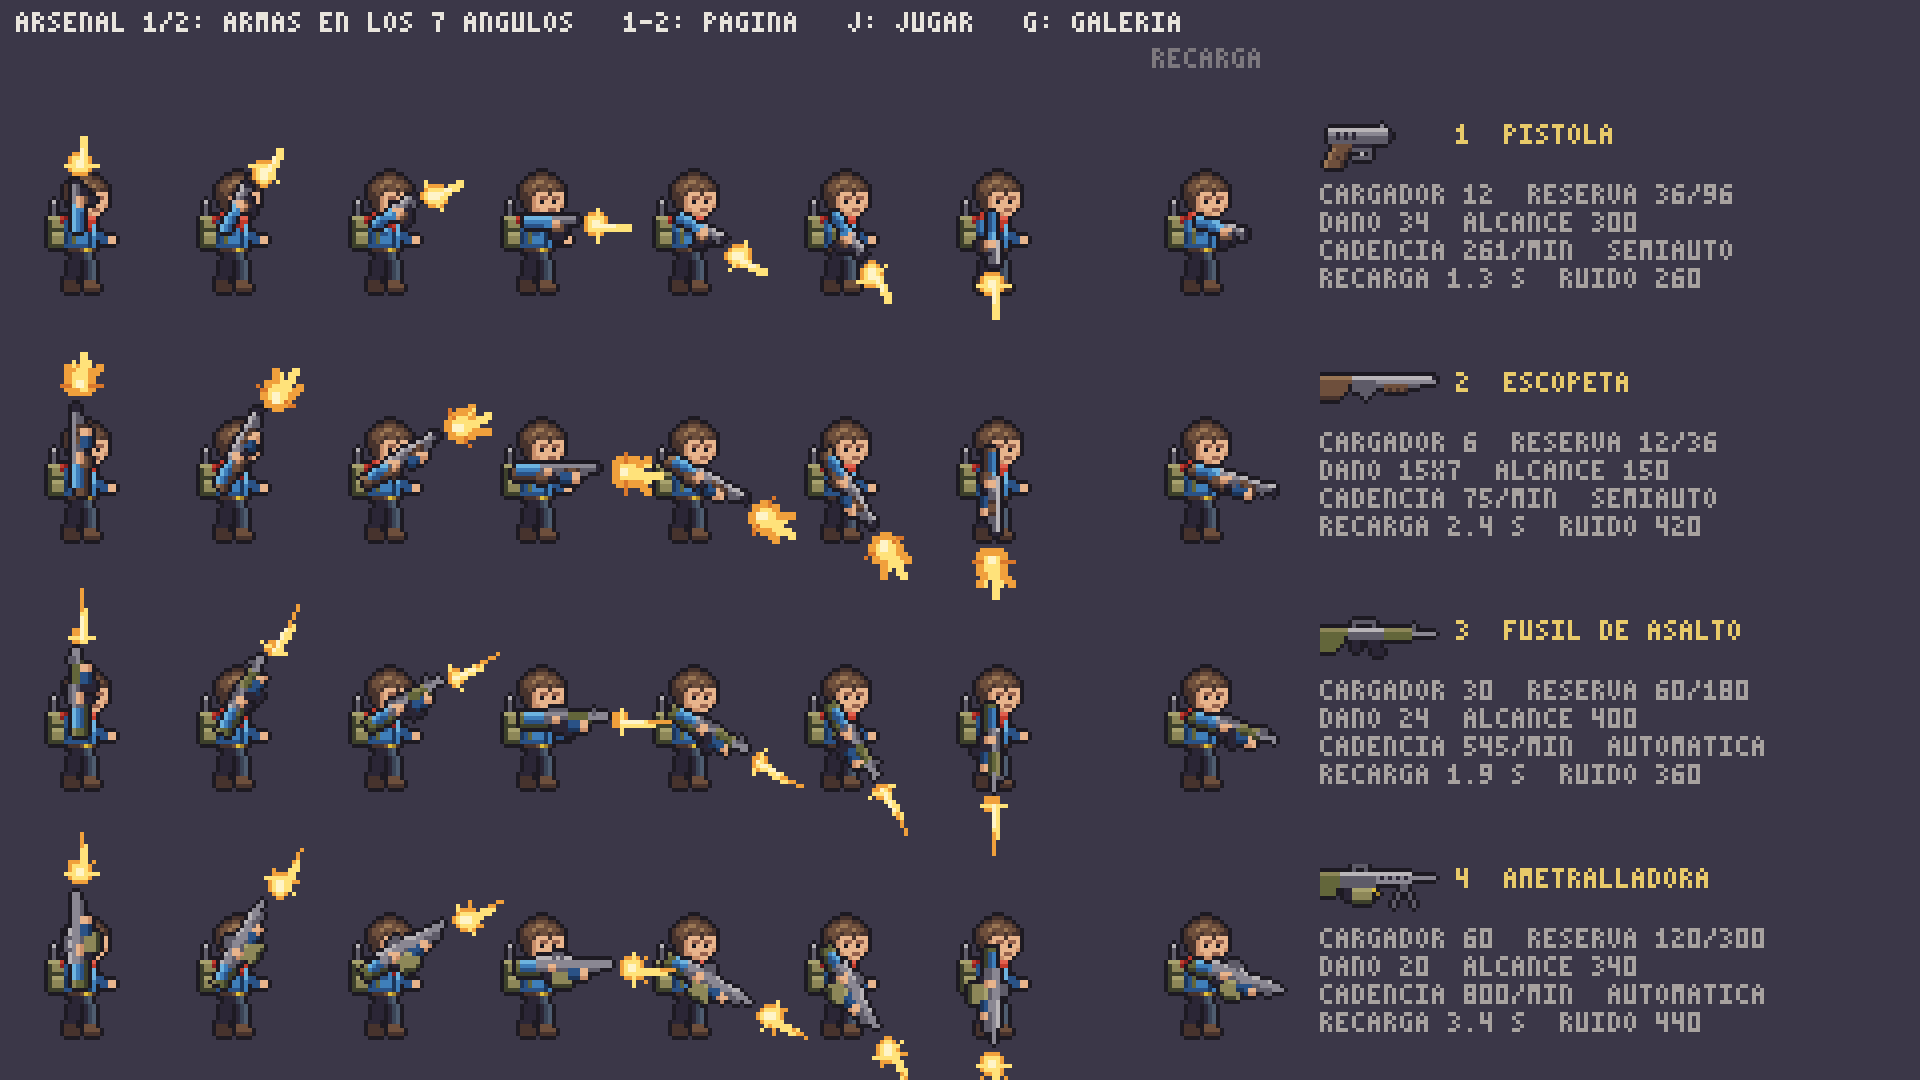 ARSENAL 1/2: ARMAS EN LOS 7 ANGULOS 1-2: PAGINA J: JUGAR G: GALERIA
RECARGA
1 PISTOLA
CARGADOR 12 RESERVA 36/96
DANO 34 ALCANCE 300
CADENCIA 261/MIN SEMIAUTO
RECARGA 1.3 S RUIDO 260
2 ESCOPETA
CARGADOR 6 RESERVA 12/36
DANO 15X7 ALCANCE 150
CADENCIA 75/MIN SEMIAUTO
RECARGA 2.4 S RUIDO 420
3 FUSIL DE ASALTO
CARGADOR 30 RESERVA 60/180
DANO 24 ALCANCE 400
CADENCIA 545/MIN AUTOMATICA
RECARGA 1.9 S RUIDO 360
4 AMETRALLADORA
CARGADOR 60 RESERVA 120/300
DANO 20 ALCANCE 340
CADENCIA 800/MIN AUTOMATICA
RECARGA 3.4 S RUIDO 440